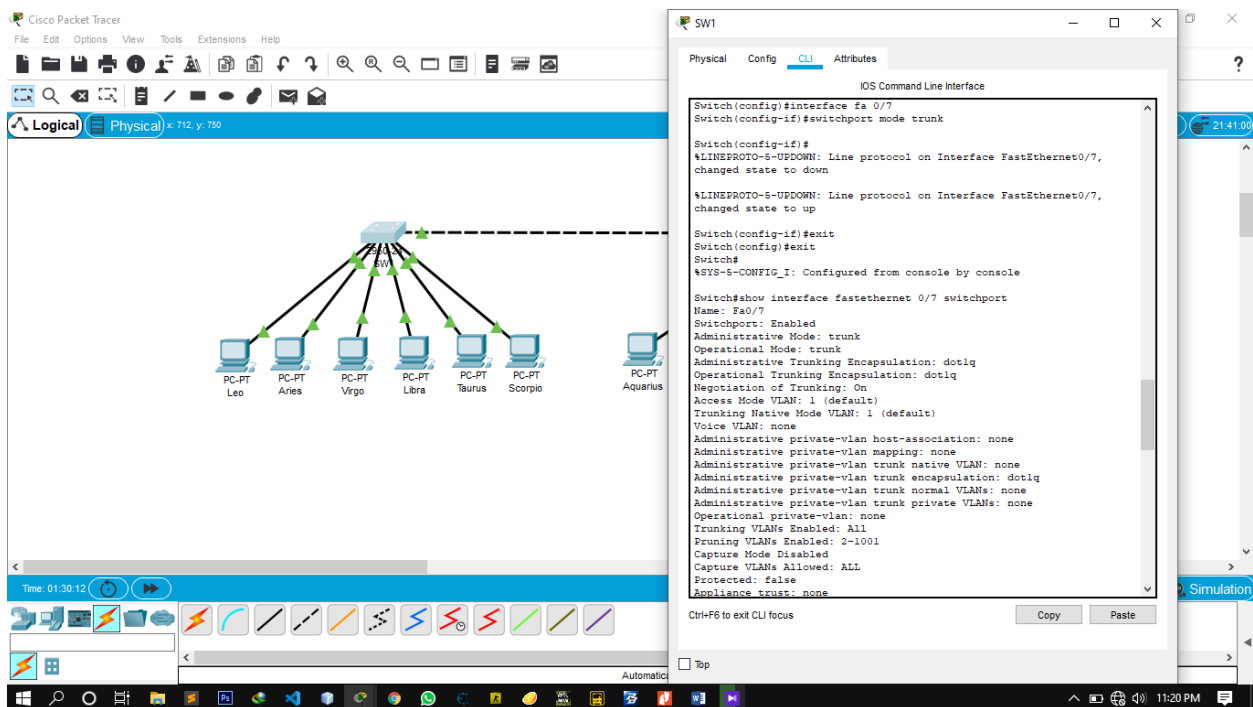 Cisco Packet Tracer
File Edit Options View Tools Extensions Help
Logical Physical x: 712, y: 750
21:41:00
2950-24
SW1
PC-PT
Leo
PC-PT
Aries
PC-PT
Virgo
PC-PT
Libra
PC-PT
Taurus
PC-PT
Scorpio
PC-PT
Aquarius
Time: 01:30:12
Simulation
Automatica
SW1
Physical Config CLI Attributes
IOS Command Line Interface
Switch(config)#interface fa 0/7
Switch(config-if)#switchport mode trunk
Switch(config-if)#
%LINEPROTO-5-UPDOWN: Line protocol on Interface FastEthernet0/7,
changed state to down
%LINEPROTO-5-UPDOWN: Line protocol on Interface FastEthernet0/7,
changed state to up
Switch(config-if)#exit
Switch(config)#exit
Switch#
%SYS-5-CONFIG_I: Configured from console by console
Switch#show interface fastethernet 0/7 switchport
Name: Fa0/7
Switchport: Enabled
Administrative Mode: trunk
Operational Mode: trunk
Administrative Trunking Encapsulation: dot1q
Operational Trunking Encapsulation: dot1q
Negotiation of Trunking: On
Access Mode VLAN: 1 (default)
Trunking Native Mode VLAN: 1 (default)
Voice VLAN: none
Administrative private-vlan host-association: none
Administrative private-vlan mapping: none
Administrative private-vlan trunk native VLAN: none
Administrative private-vlan trunk encapsulation: dot1q
Administrative private-vlan trunk normal VLANs: none
Administrative private-vlan trunk private VLANs: none
Operational private-vlan: none
Trunking VLANs Enabled: All
Pruning VLANs Enabled: 2-1001
Capture Mode Disabled
Capture VLANs Allowed: ALL
Protected: false
Appliance trust: none
Ctrl+F6 to exit CLI focus
Copy Paste
Top
11:20 PM